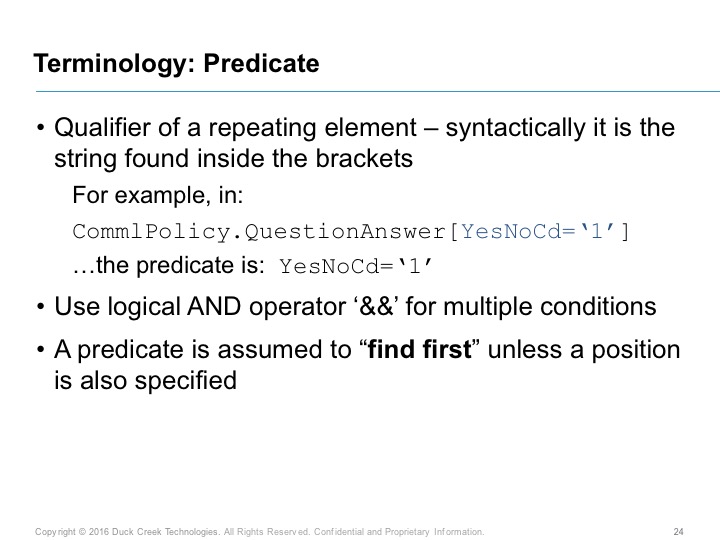 Terminology: Predicate
• Qualifier of a repeating element – syntactically it is the
string found inside the brackets
For example, in:
CommlPolicy.QuestionAnswer[YesNoCd=‘1’]
…the predicate is: YesNoCd=‘1’
• Use logical AND operator ‘&&’ for multiple conditions
• A predicate is assumed to “find first” unless a position
is also specified
Copyright © 2016 Duck Creek Technologies. All Rights Reserved. Confidential and Proprietary Information. 24